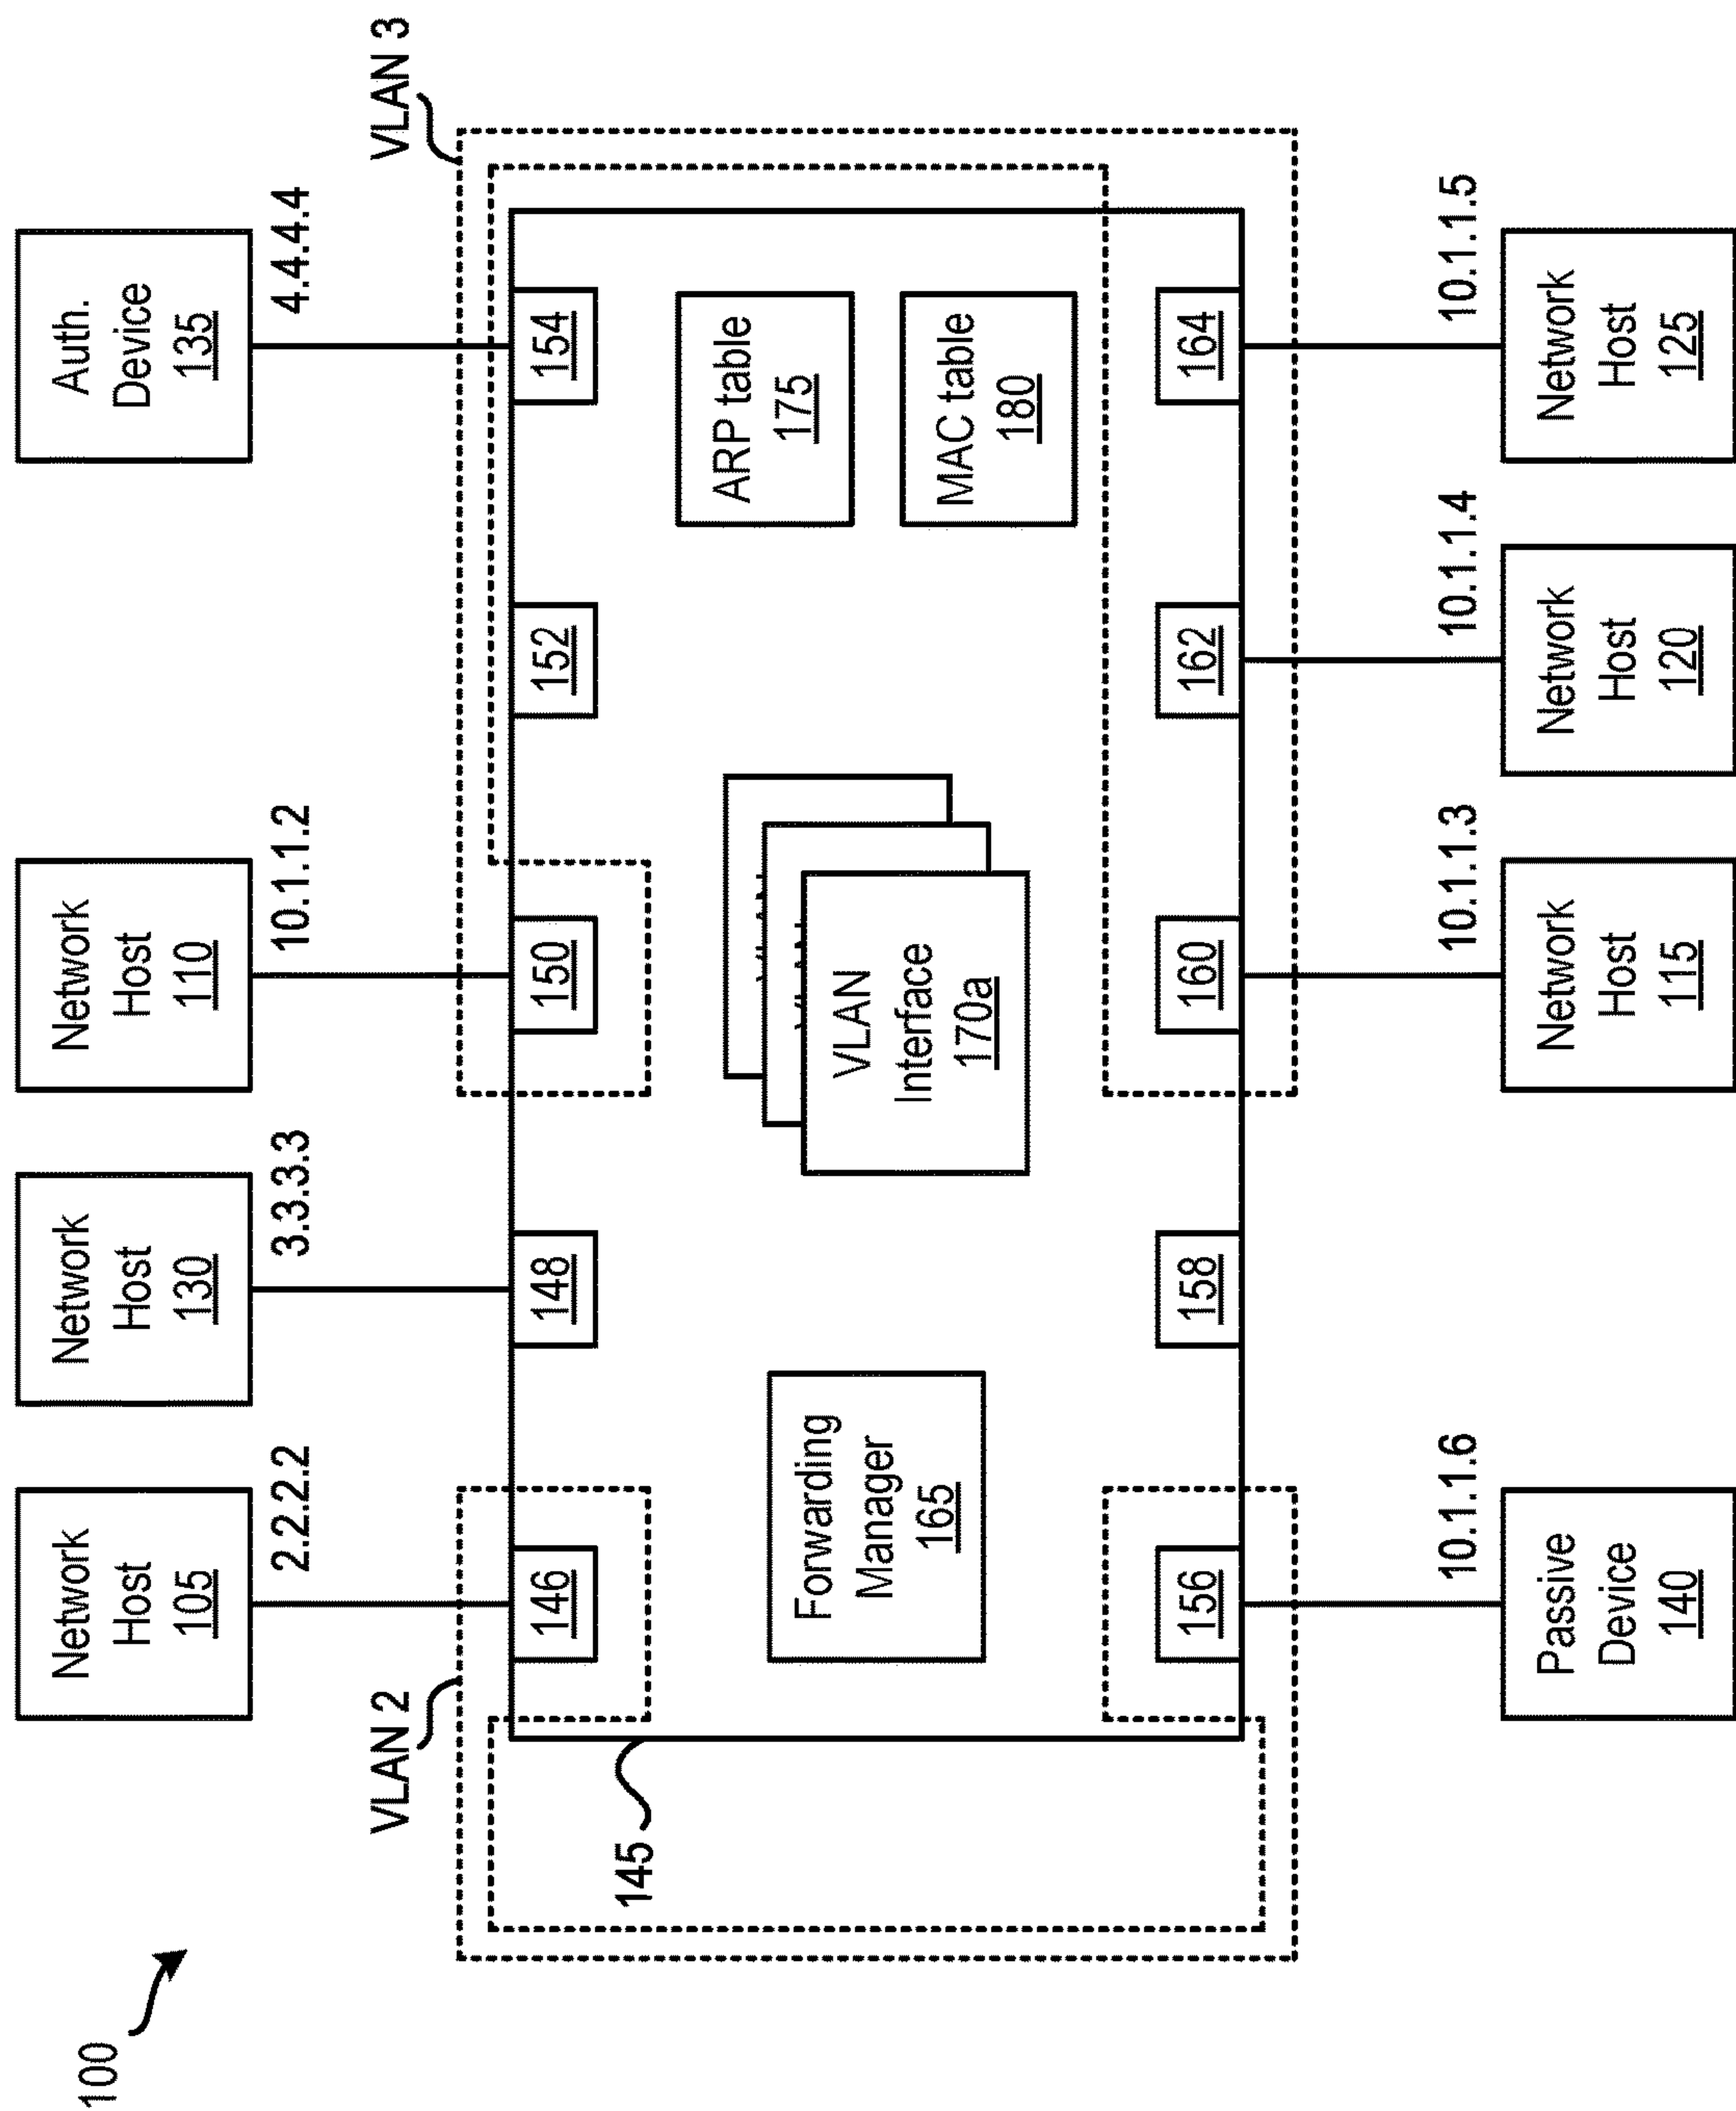 100
Network
Host
105
2.2.2.2
Network
Host
130
3.3.3.3
Network
Host
110
10.1.1.2
Auth.
Device
135
4.4.4.4
VLAN 2
VLAN 3
146
148
150
152
154
145
Forwarding
Manager
165
VLAN
Interface
170a
ARP table
175
MAC table
180
156
158
160
162
164
10.1.1.6
Passive
Device
140
10.1.1.3
Network
Host
115
10.1.1.4
Network
Host
120
10.1.1.5
Network
Host
125